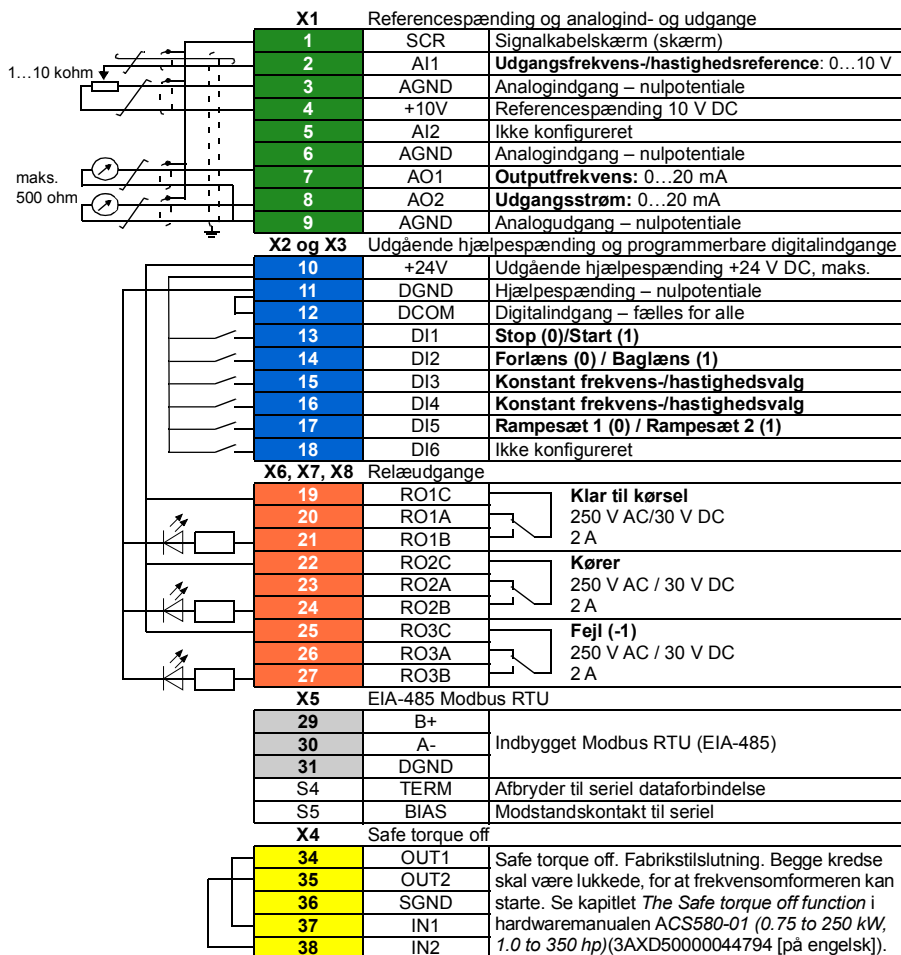 X1 Referencespænding og analogind- og udgange
1 SCR Signalkabelskærm (skærm)
1…10 kohm
2 AI1 Udgangsfrekvens-/hastighedsreference: 0…10 V
3 AGND Analogindgang – nulpotentiale
4 +10V Referencespænding 10 V DC
5 AI2 Ikke konfigureret
6 AGND Analogindgang – nulpotentiale
maks.
500 ohm
7 AO1 Outputfrekvens: 0…20 mA
8 AO2 Udgangsstrøm: 0…20 mA
9 AGND Analogudgang – nulpotentiale
X2 og X3 Udgående hjælpespænding og programmerbare digitalindgange
10 +24V Udgående hjælpespænding +24 V DC, maks.
11 DGND Hjælpespænding – nulpotentiale
12 DCOM Digitalindgang – fælles for alle
13 DI1 Stop (0)/Start (1)
14 DI2 Forlæns (0) / Baglæns (1)
15 DI3 Konstant frekvens-/hastighedsvalg
16 DI4 Konstant frekvens-/hastighedsvalg
17 DI5 Rampesæt 1 (0) / Rampesæt 2 (1)
18 DI6 Ikke konfigureret
X6, X7, X8 Relæudgange
19 RO1C Klar til kørsel
20 RO1A 250 V AC/30 V DC
21 RO1B 2 A
22 RO2C Kører
23 RO2A 250 V AC / 30 V DC
24 RO2B 2 A
25 RO3C Fejl (-1)
26 RO3A 250 V AC / 30 V DC
27 RO3B 2 A
X5 EIA-485 Modbus RTU
29 B+
30 A- Indbygget Modbus RTU (EIA-485)
31 DGND
S4 TERM Afbryder til seriel dataforbindelse
S5 BIAS Modstandskontakt til seriel
X4 Safe torque off
34 OUT1 Safe torque off. Fabrikstilslutning. Begge kredse
35 OUT2 skal være lukkede, for at frekvensomformeren kan
36 SGND starte. Se kapitlet The Safe torque off function i
37 IN1 hardwaremanualen ACS580-01 (0.75 to 250 kW,
38 IN2 1.0 to 350 hp)(3AXD50000044794 [på engelsk]).